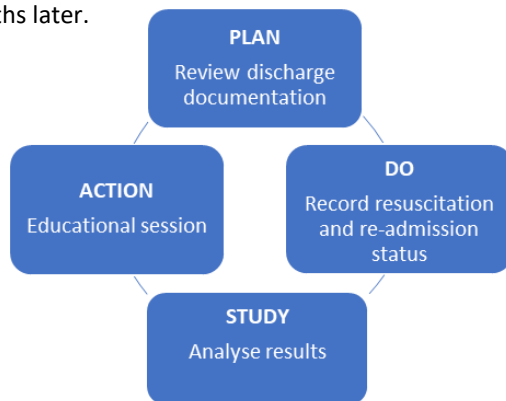 ths later.
PLAN
Review discharge
documentation
DO
Record resuscitation
and re-admission
status
STUDY
Analyse results
ACTION
Educational session